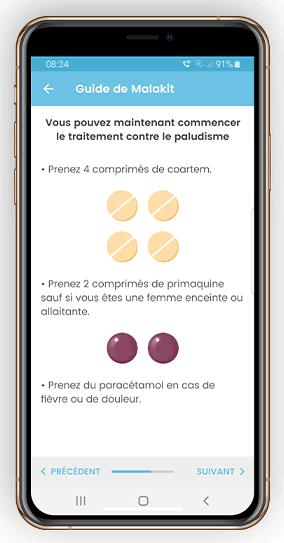 08:34
91%
Guide de Malakit
Vous pouvez maintenant commencer
le traitement contre le paludisme
• Prenez 4 comprimés de coartem.
• Prenez 2 comprimés de primaquine
sauf si vous êtes une femme enceinte ou
allaitante.
• Prenez du paracétamol en cas de
fièvre ou de douleur.
PRÉCÉDENT
SUIVANT